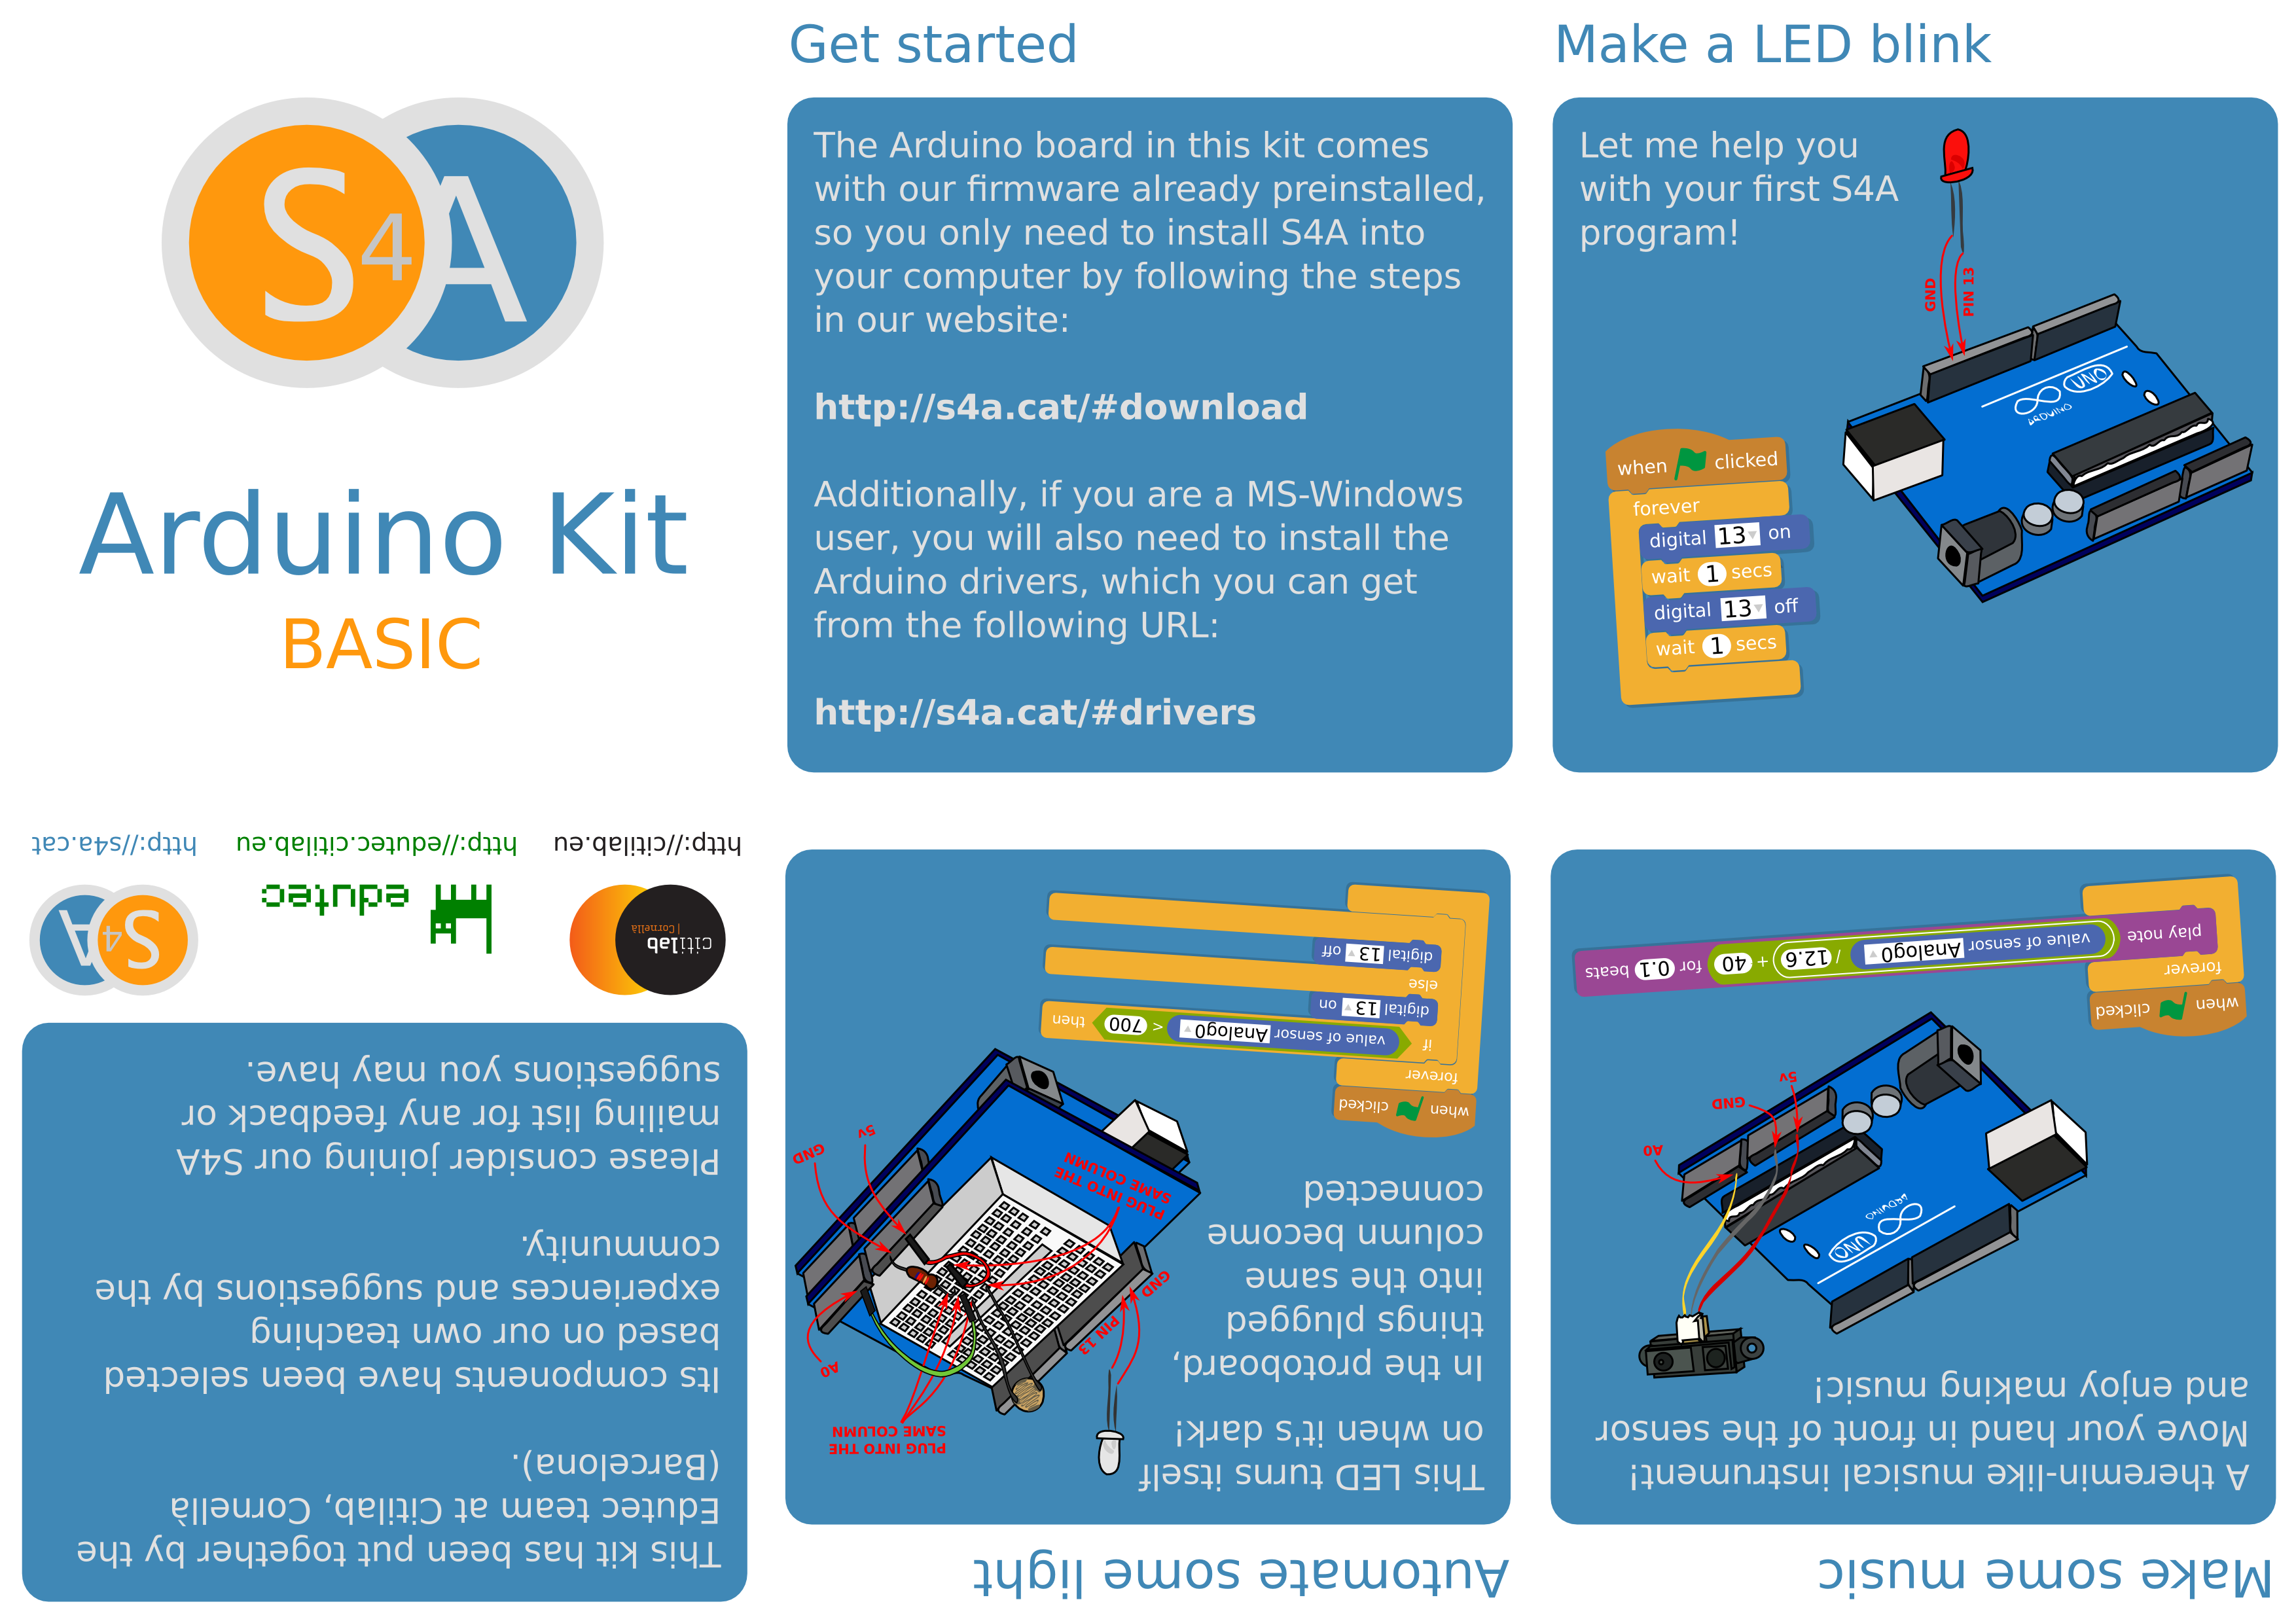 S4A
Arduino Kit
BASIC
Get started
The Arduino board in this kit comes
with our firmware already preinstalled,
so you only need to install S4A into
your computer by following the steps
in our website:
http://s4a.cat/#download
Additionally, if you are a MS-Windows
user, you will also need to install the
Arduino drivers, which you can get
from the following URL:
http://s4a.cat/#drivers
Make a LED blink
Let me help you
with your first S4A
program!
GND
PIN 13
UNO
ARDUINO
when clicked
forever
digital 13 on
wait 1 secs
digital 13 off
wait 1 secs
Make some music
A theremin-like musical instrument!
Move your hand in front of the sensor
and enjoy making music!
UNO
ARDUINO
A0
GND
5v
when clicked
forever
play note value of sensor Analog0 / 12.6 + 40 for 0.1 beats
Automate some light
This LED turns itself
on when it's dark!
In the protoboard,
things plugged
into the same
column become
connected
PLUG INTO THE
SAME COLUMN
A0
PIN 13
GND
PLUG INTO THE
SAME COLUMN
GND
5v
when clicked
forever
if value of sensor Analog0 < 700 then
digital 13 on
else
digital 13 off
This kit has been put together by the
Edutec team at Citilab, Cornellà
(Barcelona).
Its components have been selected
based on our own teaching
experiences and suggestions by the
community.
Please consider joining our S4A
mailing list for any feedback or
suggestions you may have.
citilab
| Cornellà
edutec
S4A
http://citilab.eu
http://edutec.citilab.eu
http://s4a.cat